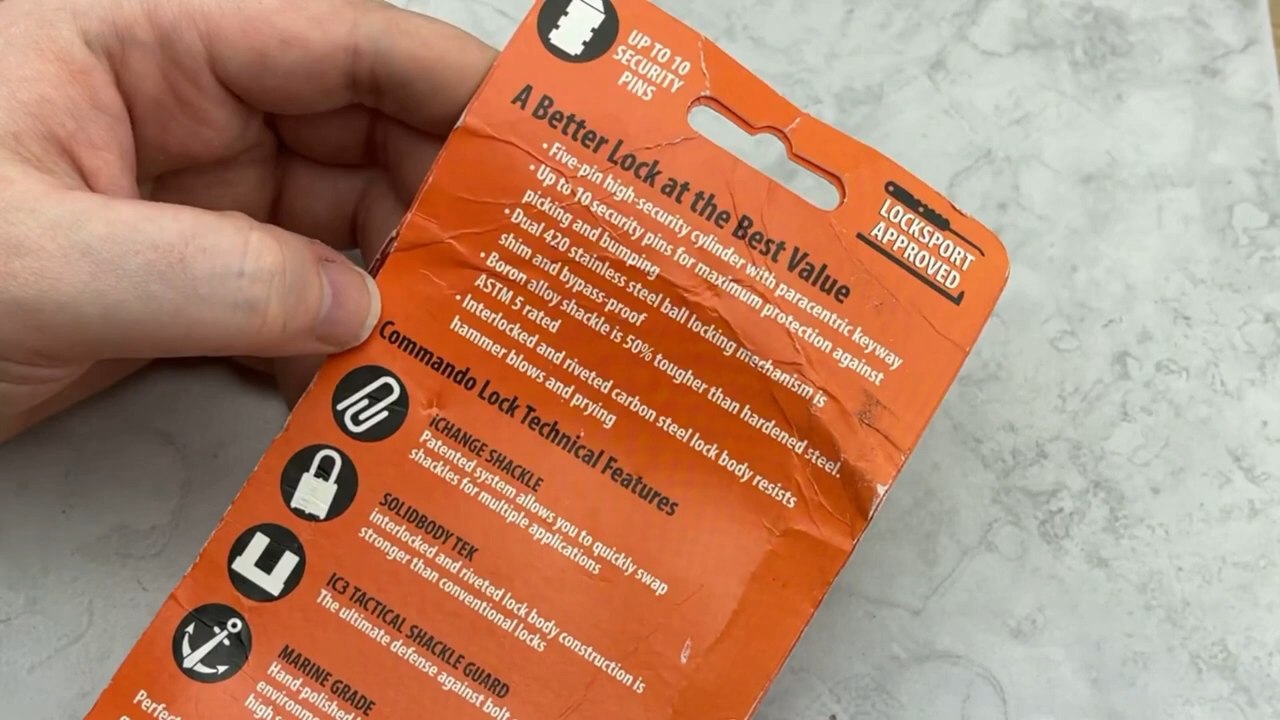 UP TO 10
SECURITY
PINS
LOCKSPORT
APPROVED
A Better Lock at the Best Value
• Five-pin high-security cylinder with paracentric keyway
• Up to 10 security pins for maximum protection against
picking and bumping
• Dual 420 stainless steel ball locking mechanism is
shim and bypass-proof
• Boron alloy shackle is 50% tougher than hardened steel.
ASTM 5 rated
• Interlocked and riveted carbon steel lock body resists
hammer blows and prying
Commando Lock Technical Features
iCHANGE SHACKLE
Patented system allows you to quickly swap
shackles for multiple applications
SOLIDBODY TEK
interlocked and riveted lock body construction is
stronger than conventional locks
IC3 TACTICAL SHACKLE GUARD
The ultimate defense against bolt
MARINE GRADE
Hand-polished